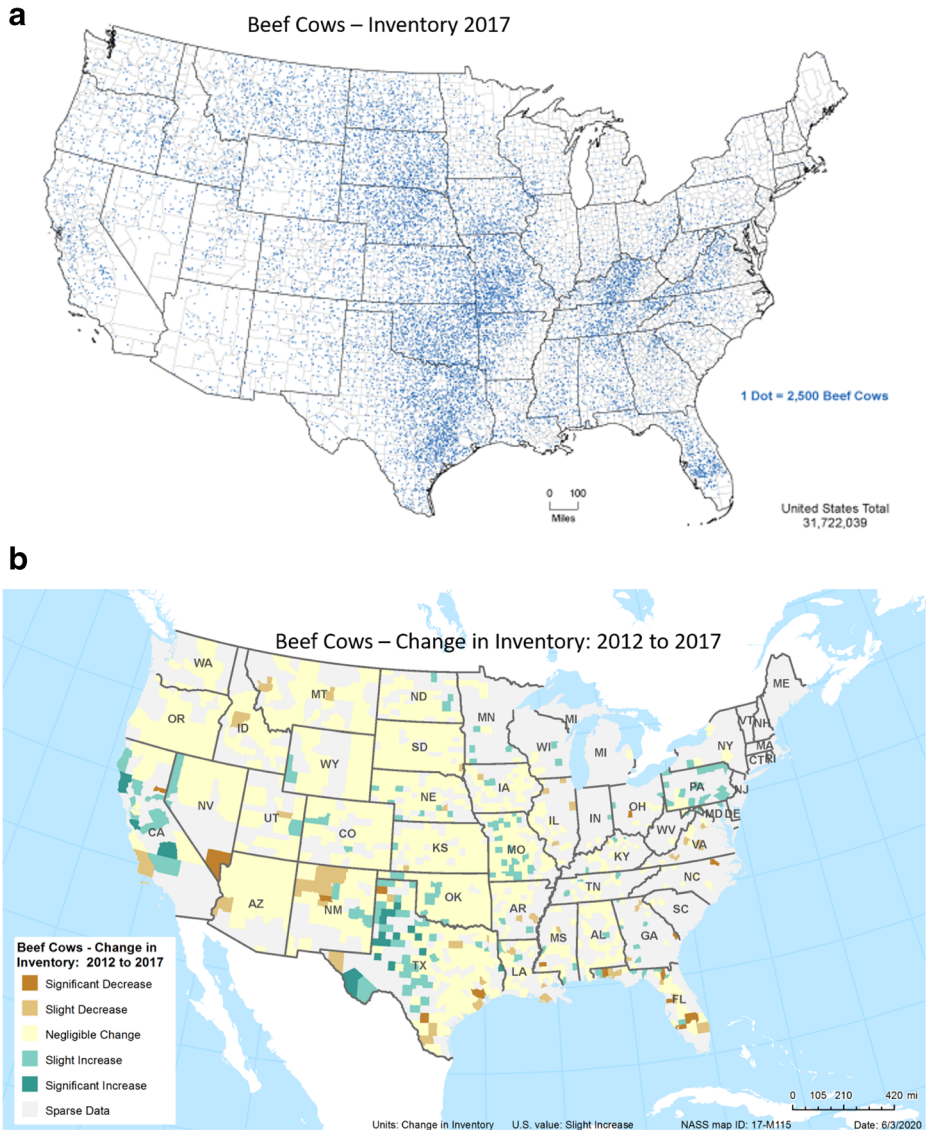 a
Beef Cows – Inventory 2017
1 Dot = 2,500 Beef Cows
0 100
Miles
United States Total
31,722,039
b
Beef Cows – Change in Inventory: 2012 to 2017
WA
MT
ND
MN
MI
ME
OR
ID
SD
WI
MI
VT
NH
NY
MA
CT
RI
WY
IA
PA
NJ
NE
NV
UT
IL
IN
OH
MD
DE
CA
CO
KS
MO
WV
VA
KY
NC
TN
AZ
NM
OK
AR
SC
MS
AL
GA
TX
LA
FL
Beef Cows - Change in
Inventory: 2012 to 2017
Significant Decrease
Slight Decrease
Negligible Change
Slight Increase
Significant Increase
Sparse Data
0 105 210 420 mi
Units: Change in Inventory U.S. value: Slight Increase NASS map ID: 17-M115 Date: 6/3/2020